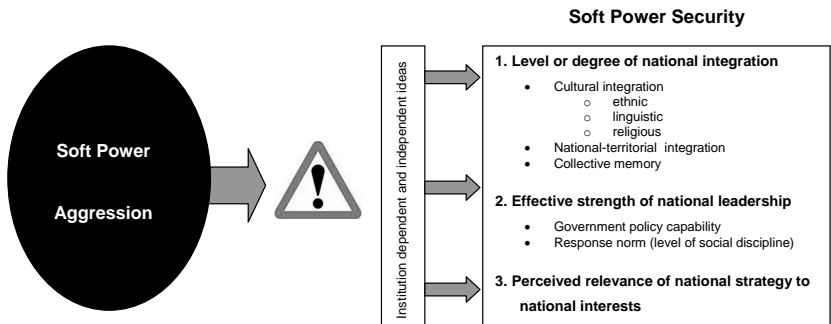 Soft Power Security
Soft Power
Aggression
Institution dependent and independent ideas
1. Level or degree of national integration
• Cultural integration
o ethnic
o linguistic
o religious
• National-territorial integration
• Collective memory
2. Effective strength of national leadership
• Government policy capability
• Response norm (level of social discipline)
3. Perceived relevance of national strategy to
national interests